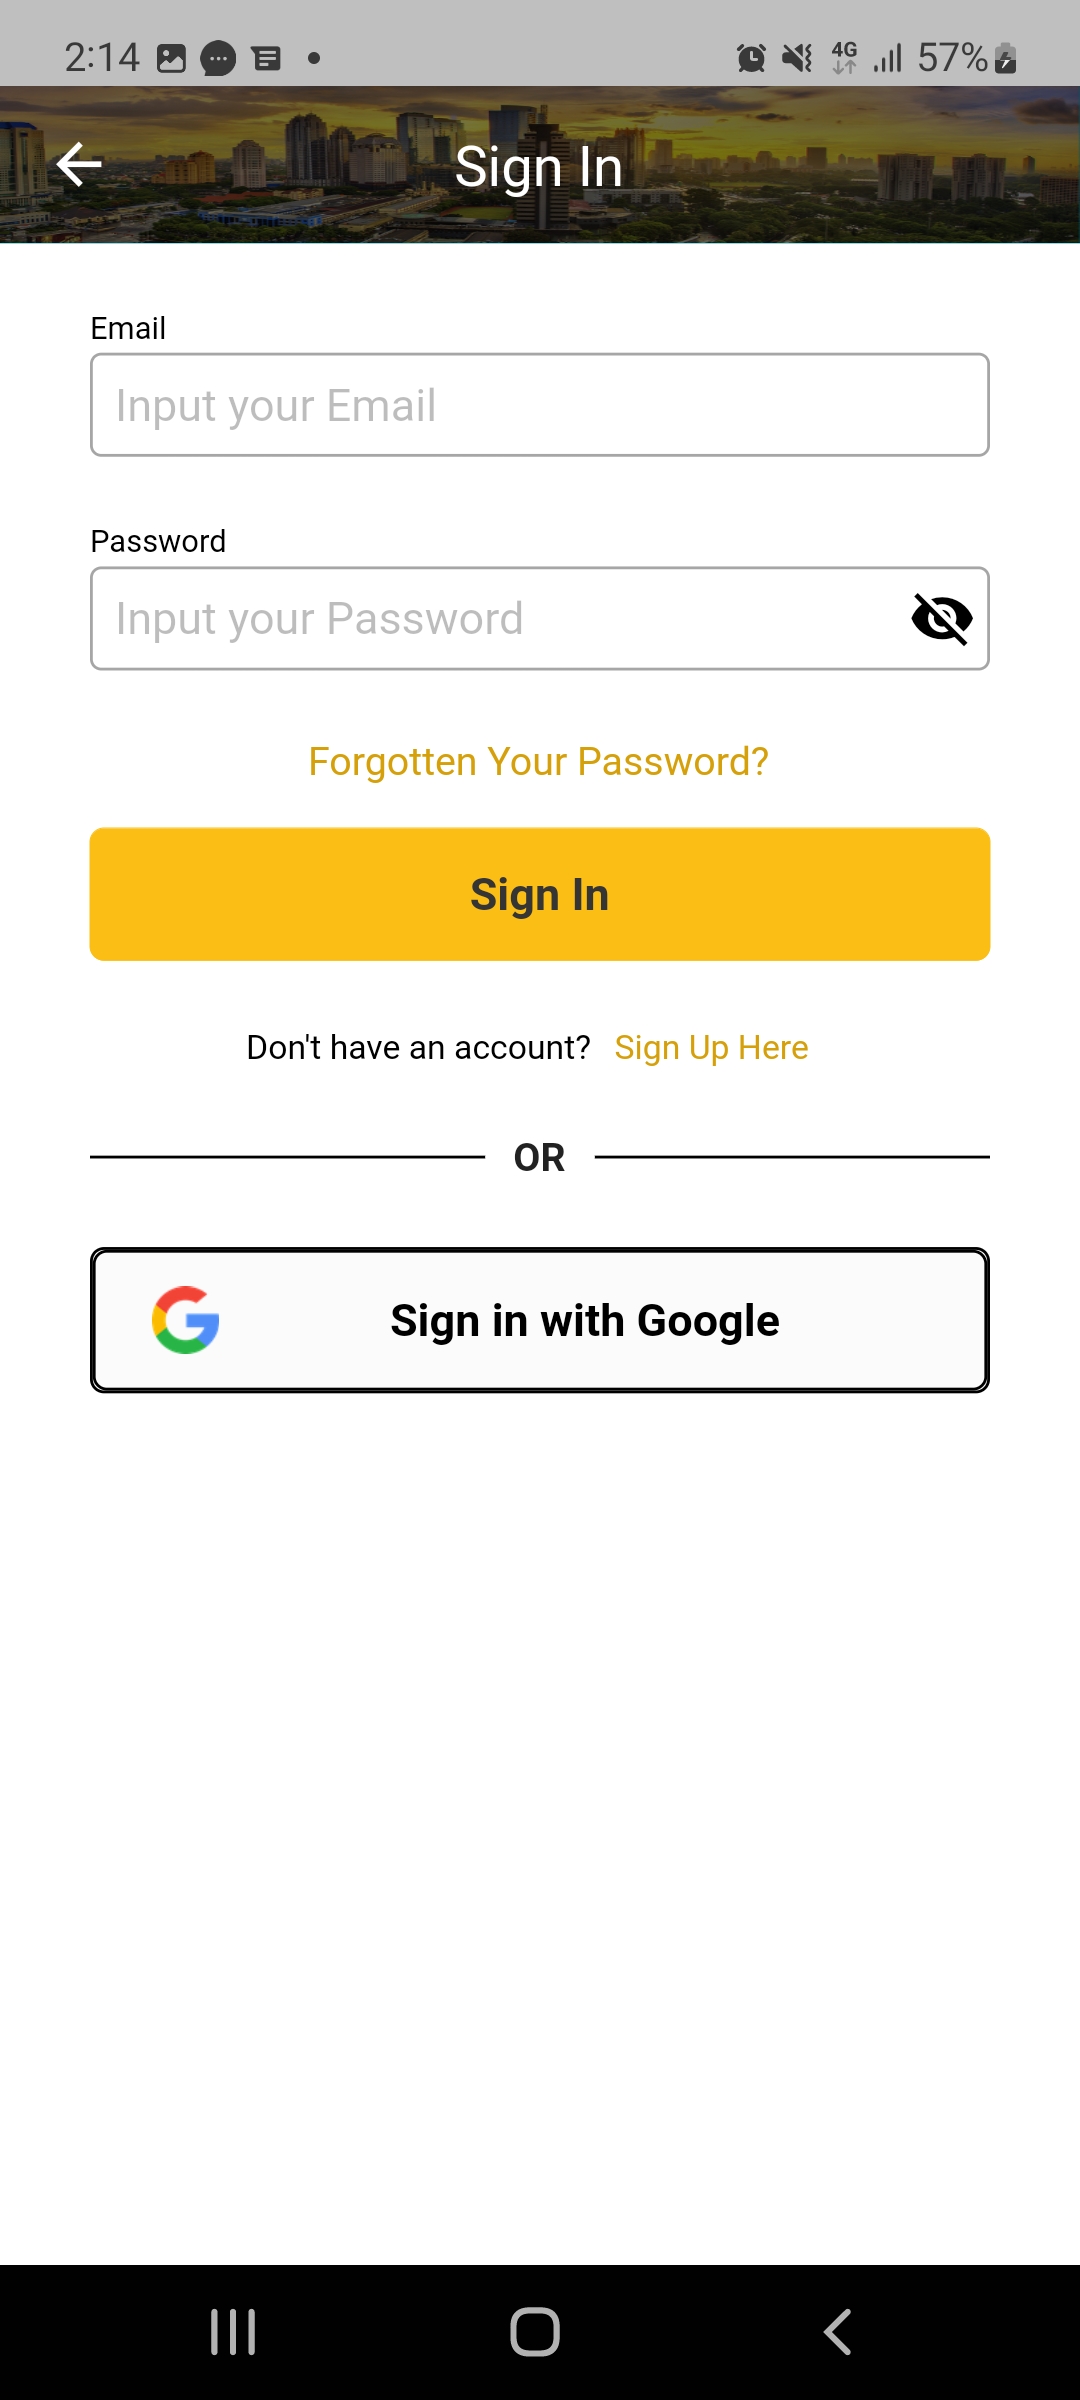 2:14 4G 57%
Sign In
Email
Input your Email
Password
Input your Password
Forgotten Your Password?
Sign In
Don't have an account? Sign Up Here
OR
Sign in with Google